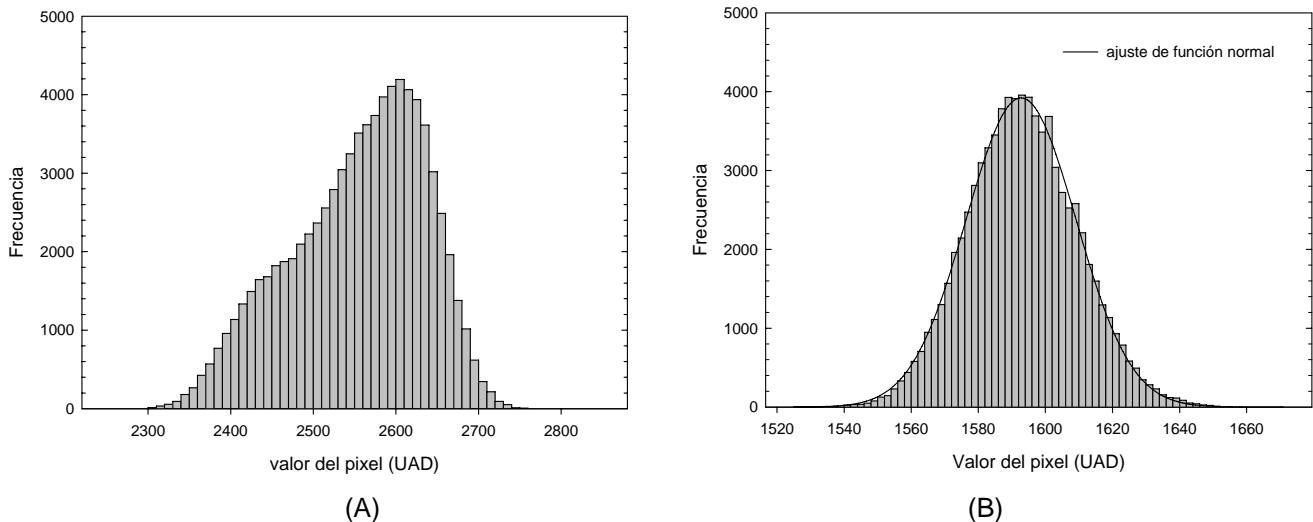 5000
4000
3000
2000
1000
0
Frecuencia
2300 2400 2500 2600 2700 2800
valor del pixel (UAD)
(A)
5000
4000
3000
2000
1000
0
Frecuencia
ajuste de función normal
1520 1540 1560 1580 1600 1620 1640 1660
Valor del pixel (UAD)
(B)